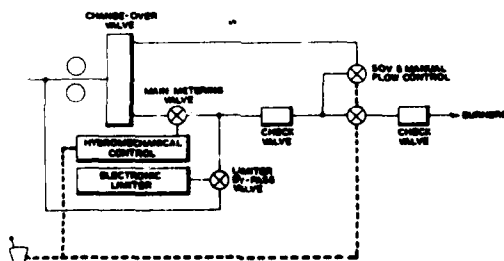 CHANGE-OVER
VALVE
SOV & MANUAL
FLOW CONTROL
MAIN METERING
VALVE
BURNERS
CHECK
VALVE
CHECK
VALVE
HYDROMECHANICAL
CONTROL
ELECTRONIC
LIMITER
LIMITER
BY-PASS
VALVE